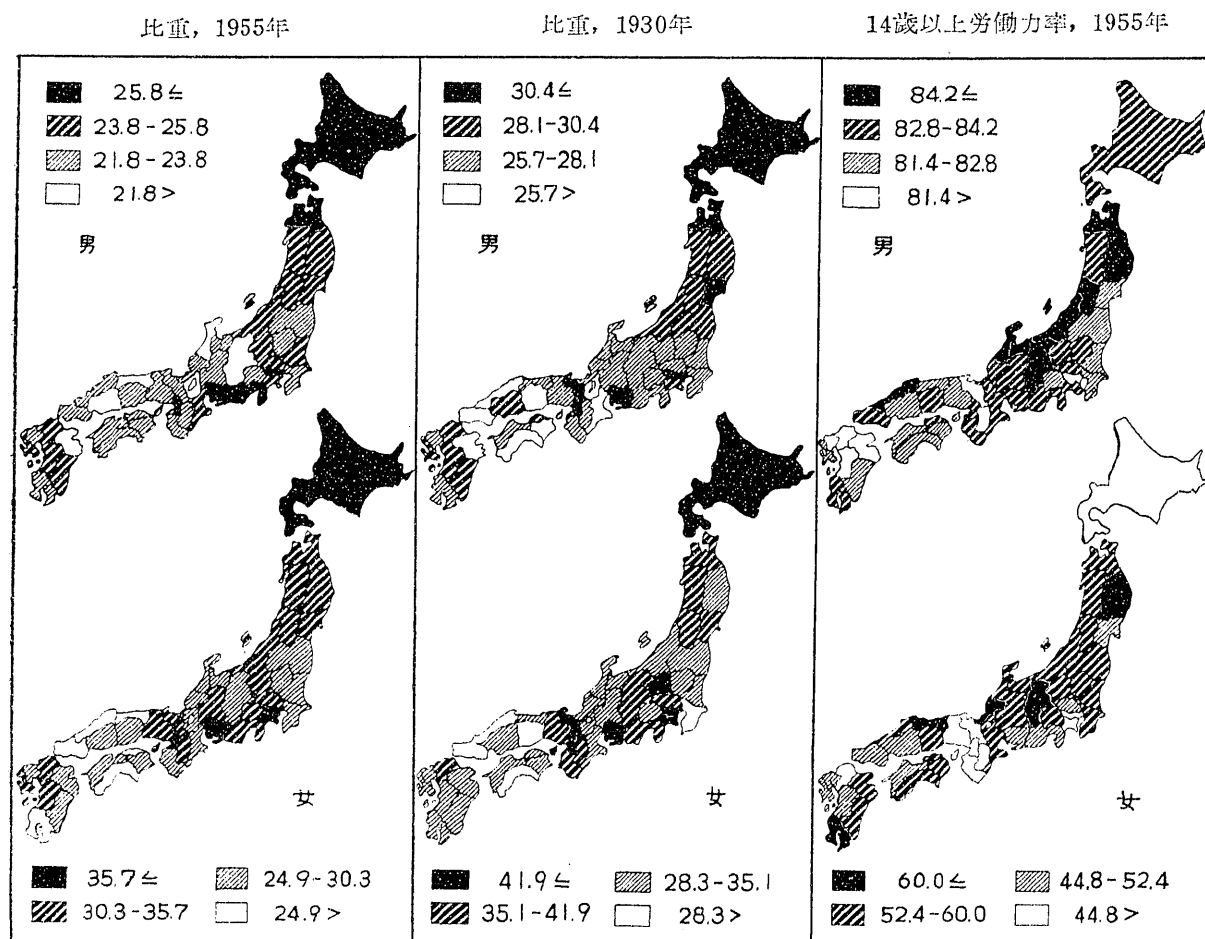 比重，1955年
比重，1930年
14歳以上労働力率，1955年
25.8≦
23.8-25.8
21.8-23.8
21.8>
男
30.4≦
28.1-30.4
25.7-28.1
25.7>
男
84.2≦
82.8-84.2
81.4-82.8
81.4>
男
女
35.7≦
24.9-30.3
30.3-35.7
24.9>
女
41.9≦
28.3-35.1
35.1-41.9
28.3>
女
60.0≦
44.8-52.4
52.4-60.0
44.8>